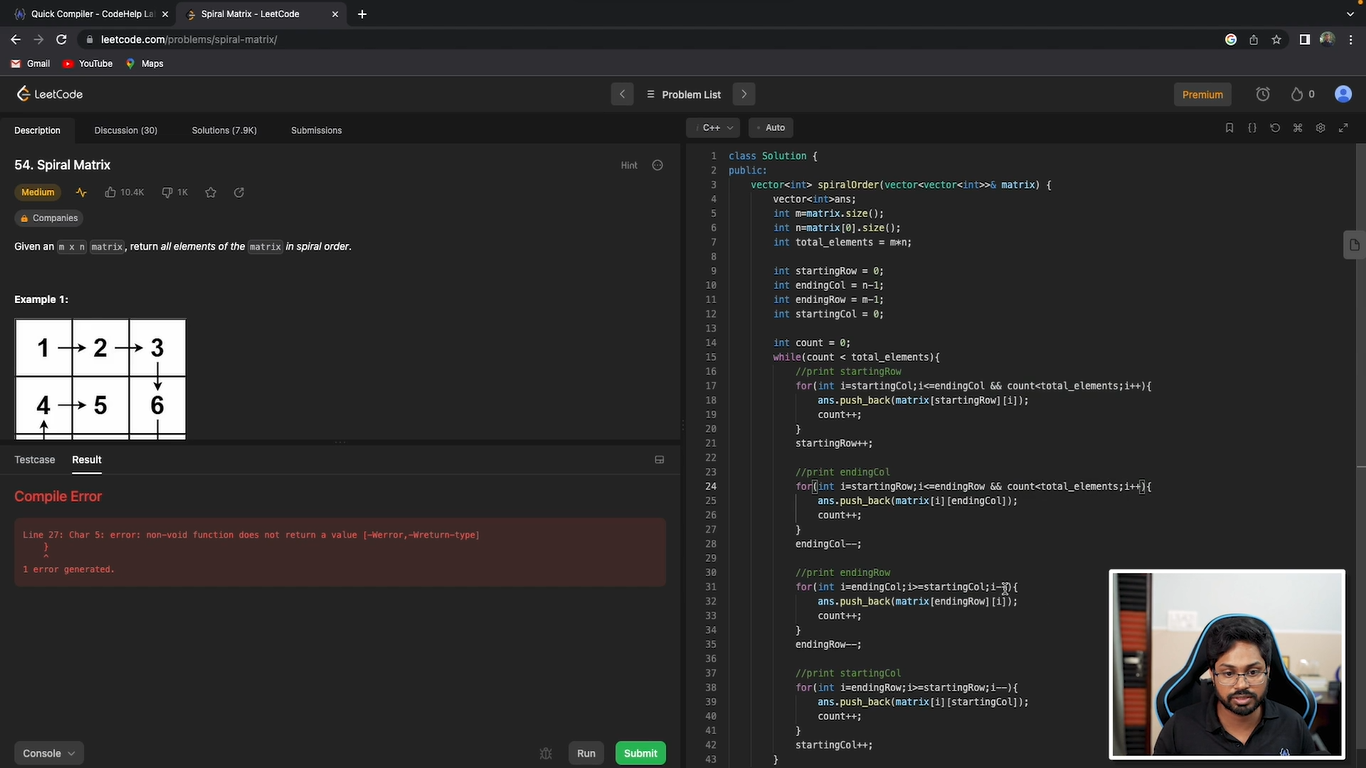 Quick Compiler - CodeHelp La
Spiral Matrix - LeetCode
leetcode.com/problems/spiral-matrix/
Gmail
YouTube
Maps
LeetCode
Problem List
Premium
0
Description
Discussion (30)
Solutions (7.9K)
Submissions
54. Spiral Matrix
Hint
Medium
10.4K
1K
Companies
Given an m x n matrix, return all elements of the matrix in spiral order.
Example 1:
1 2 3
4 5 6
Testcase
Result
Compile Error
Line 27: Char 5: error: non-void function does not return a value [-Werror,-Wreturn-type]
}
^
1 error generated.
Console
Run
Submit
i C++
Auto
1 class Solution {
2 public:
3 vector<int> spiralOrder(vector<vector<int>>& matrix) {
4 vector<int>ans;
5 int m=matrix.size();
6 int n=matrix[0].size();
7 int total_elements = m*n;
8
9 int startingRow = 0;
10 int endingCol = n-1;
11 int endingRow = m-1;
12 int startingCol = 0;
13
14 int count = 0;
15 while(count < total_elements){
16 //print startingRow
17 for(int i=startingCol;i<=endingCol && count<total_elements;i++){
18 ans.push_back(matrix[startingRow][i]);
19 count++;
20 }
21 startingRow++;
22
23 //print endingCol
24 for(int i=startingRow;i<=endingRow && count<total_elements;i++){
25 ans.push_back(matrix[i][endingCol]);
26 count++;
27 }
28 endingCol--;
29
30 //print endingRow
31 for(int i=endingCol;i>=startingCol;i--){
32 ans.push_back(matrix[endingRow][i]);
33 count++;
34 }
35 endingRow--;
36
37 //print startingCol
38 for(int i=endingRow;i>=startingRow;i--){
39 ans.push_back(matrix[i][startingCol]);
40 count++;
41 }
42 startingCol++;
43 }